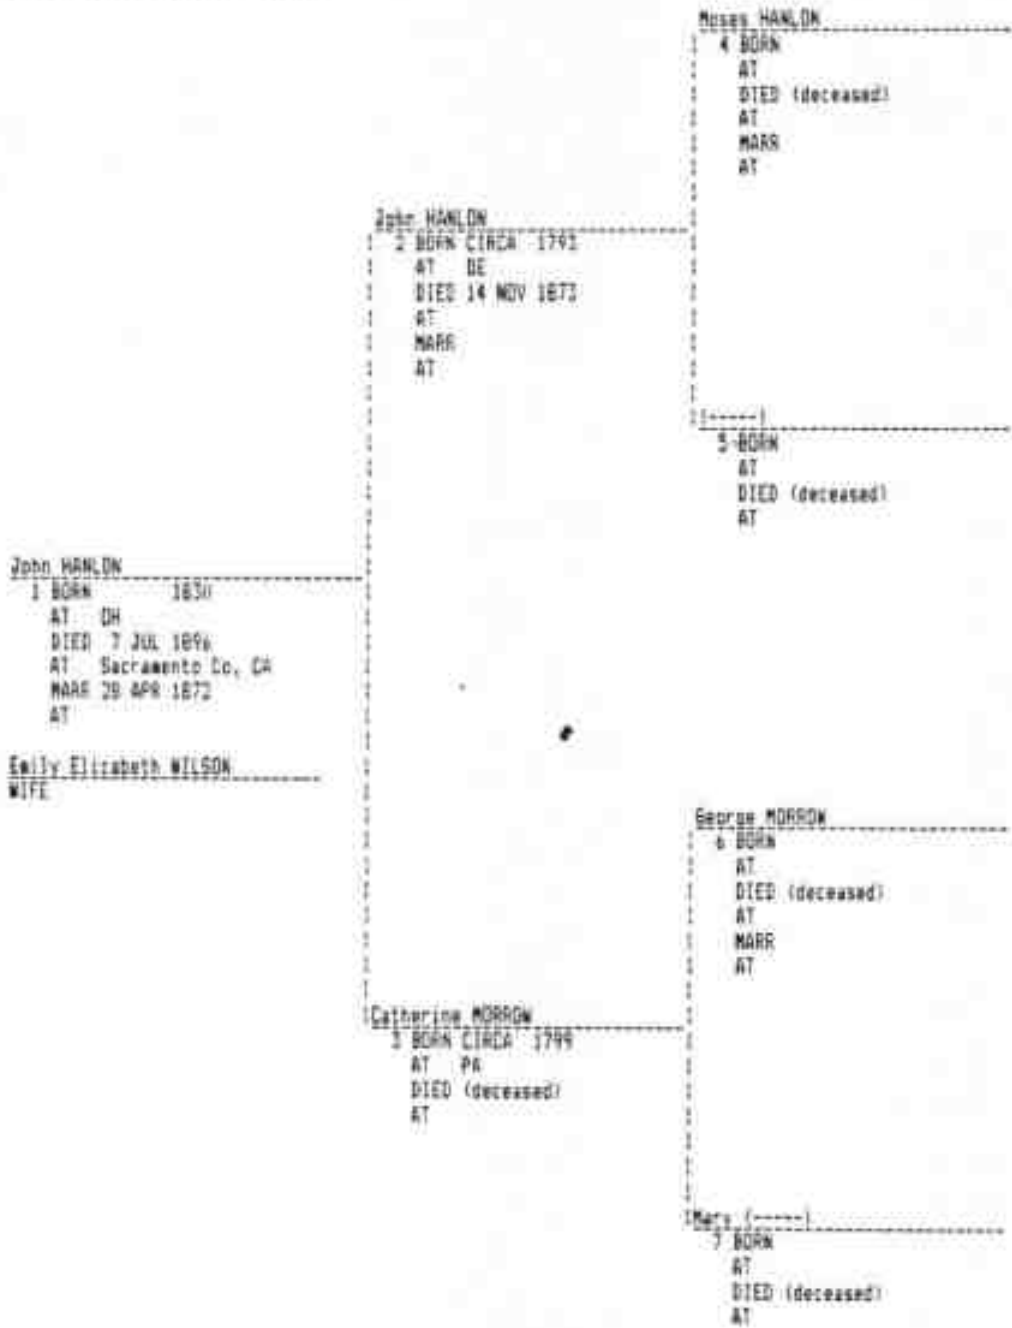 Moses HANLON
4 BORN
AT
DIED (deceased)
AT
MARR
AT
John HANLON
2 BORN CIRCA 1793
AT DE
DIED 14 NOV 1873
AT
MARR
AT
(-----)
5 BORN
AT
DIED (deceased)
AT
John HANLON
1 BORN 1830
AT OH
DIED 7 JUL 1896
AT Sacramento Co, CA
MARR 28 APR 1872
AT
Emily Elizabeth WILSON
WIFE
George MORROW
6 BORN
AT
DIED (deceased)
AT
MARR
AT
Catherine MORROW
3 BORN CIRCA 1799
AT PA
DIED (deceased)
AT
Mary (-----)
7 BORN
AT
DIED (deceased)
AT